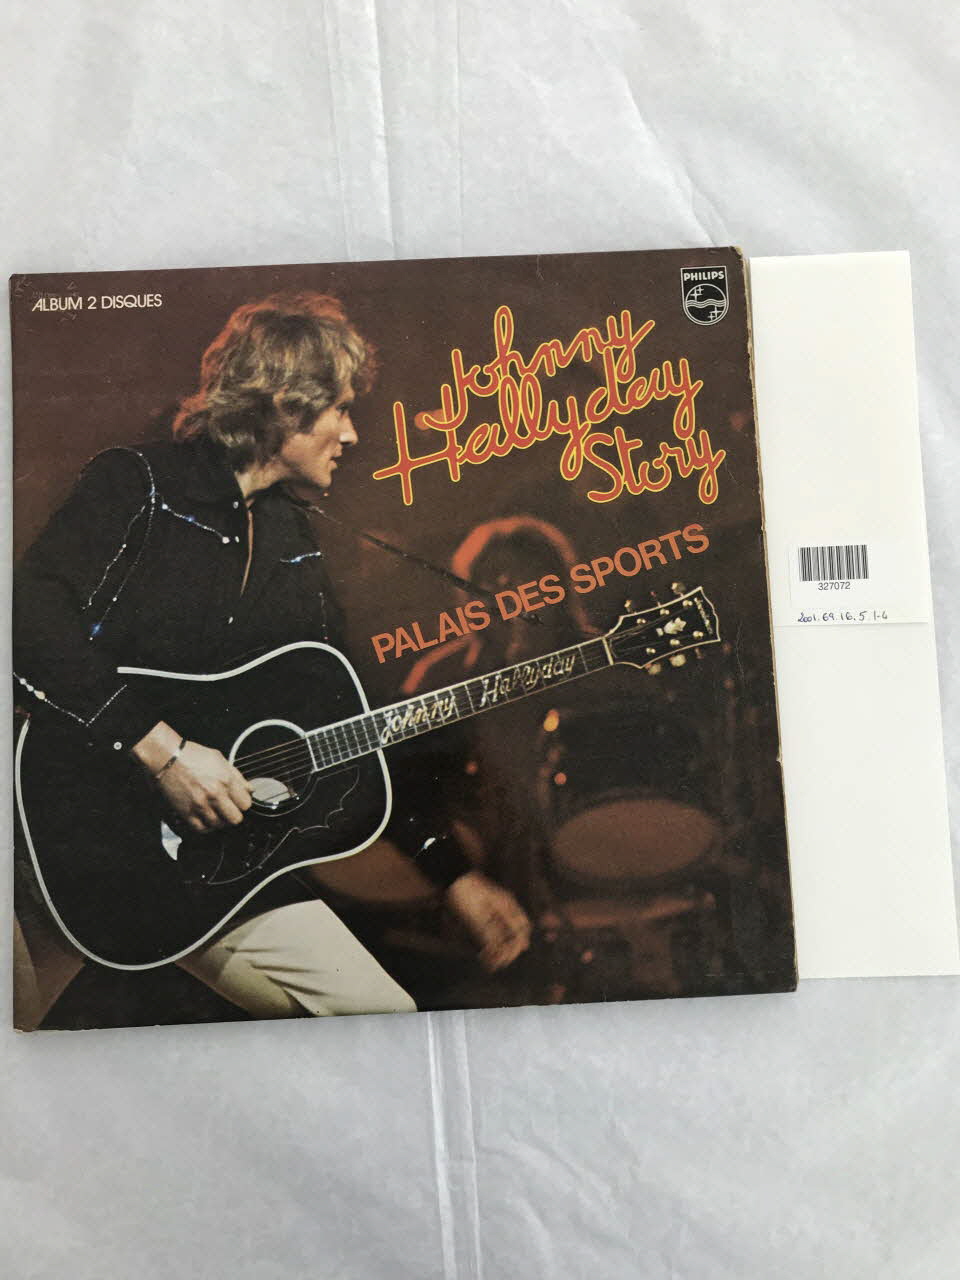 ALBUM 2 DISQUES
PHILIPS
Johnny
Hallyday
Story
PALAIS DES SPORTS
Johnny Hallyday
327072
2001.69.16.5.1-4